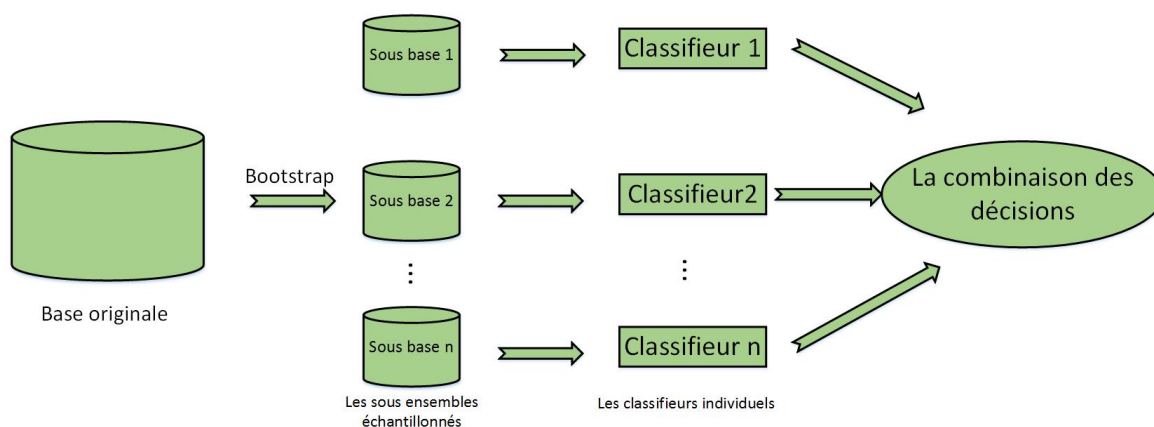 Sous base 1
Classifieur 1
Bootstrap
Sous base 2
Classifieur2
La combinaison des
décisions
⋮
⋮
Base originale
Sous base n
Classifieur n
Les sous ensembles
échantillonnés
Les classifieurs individuels